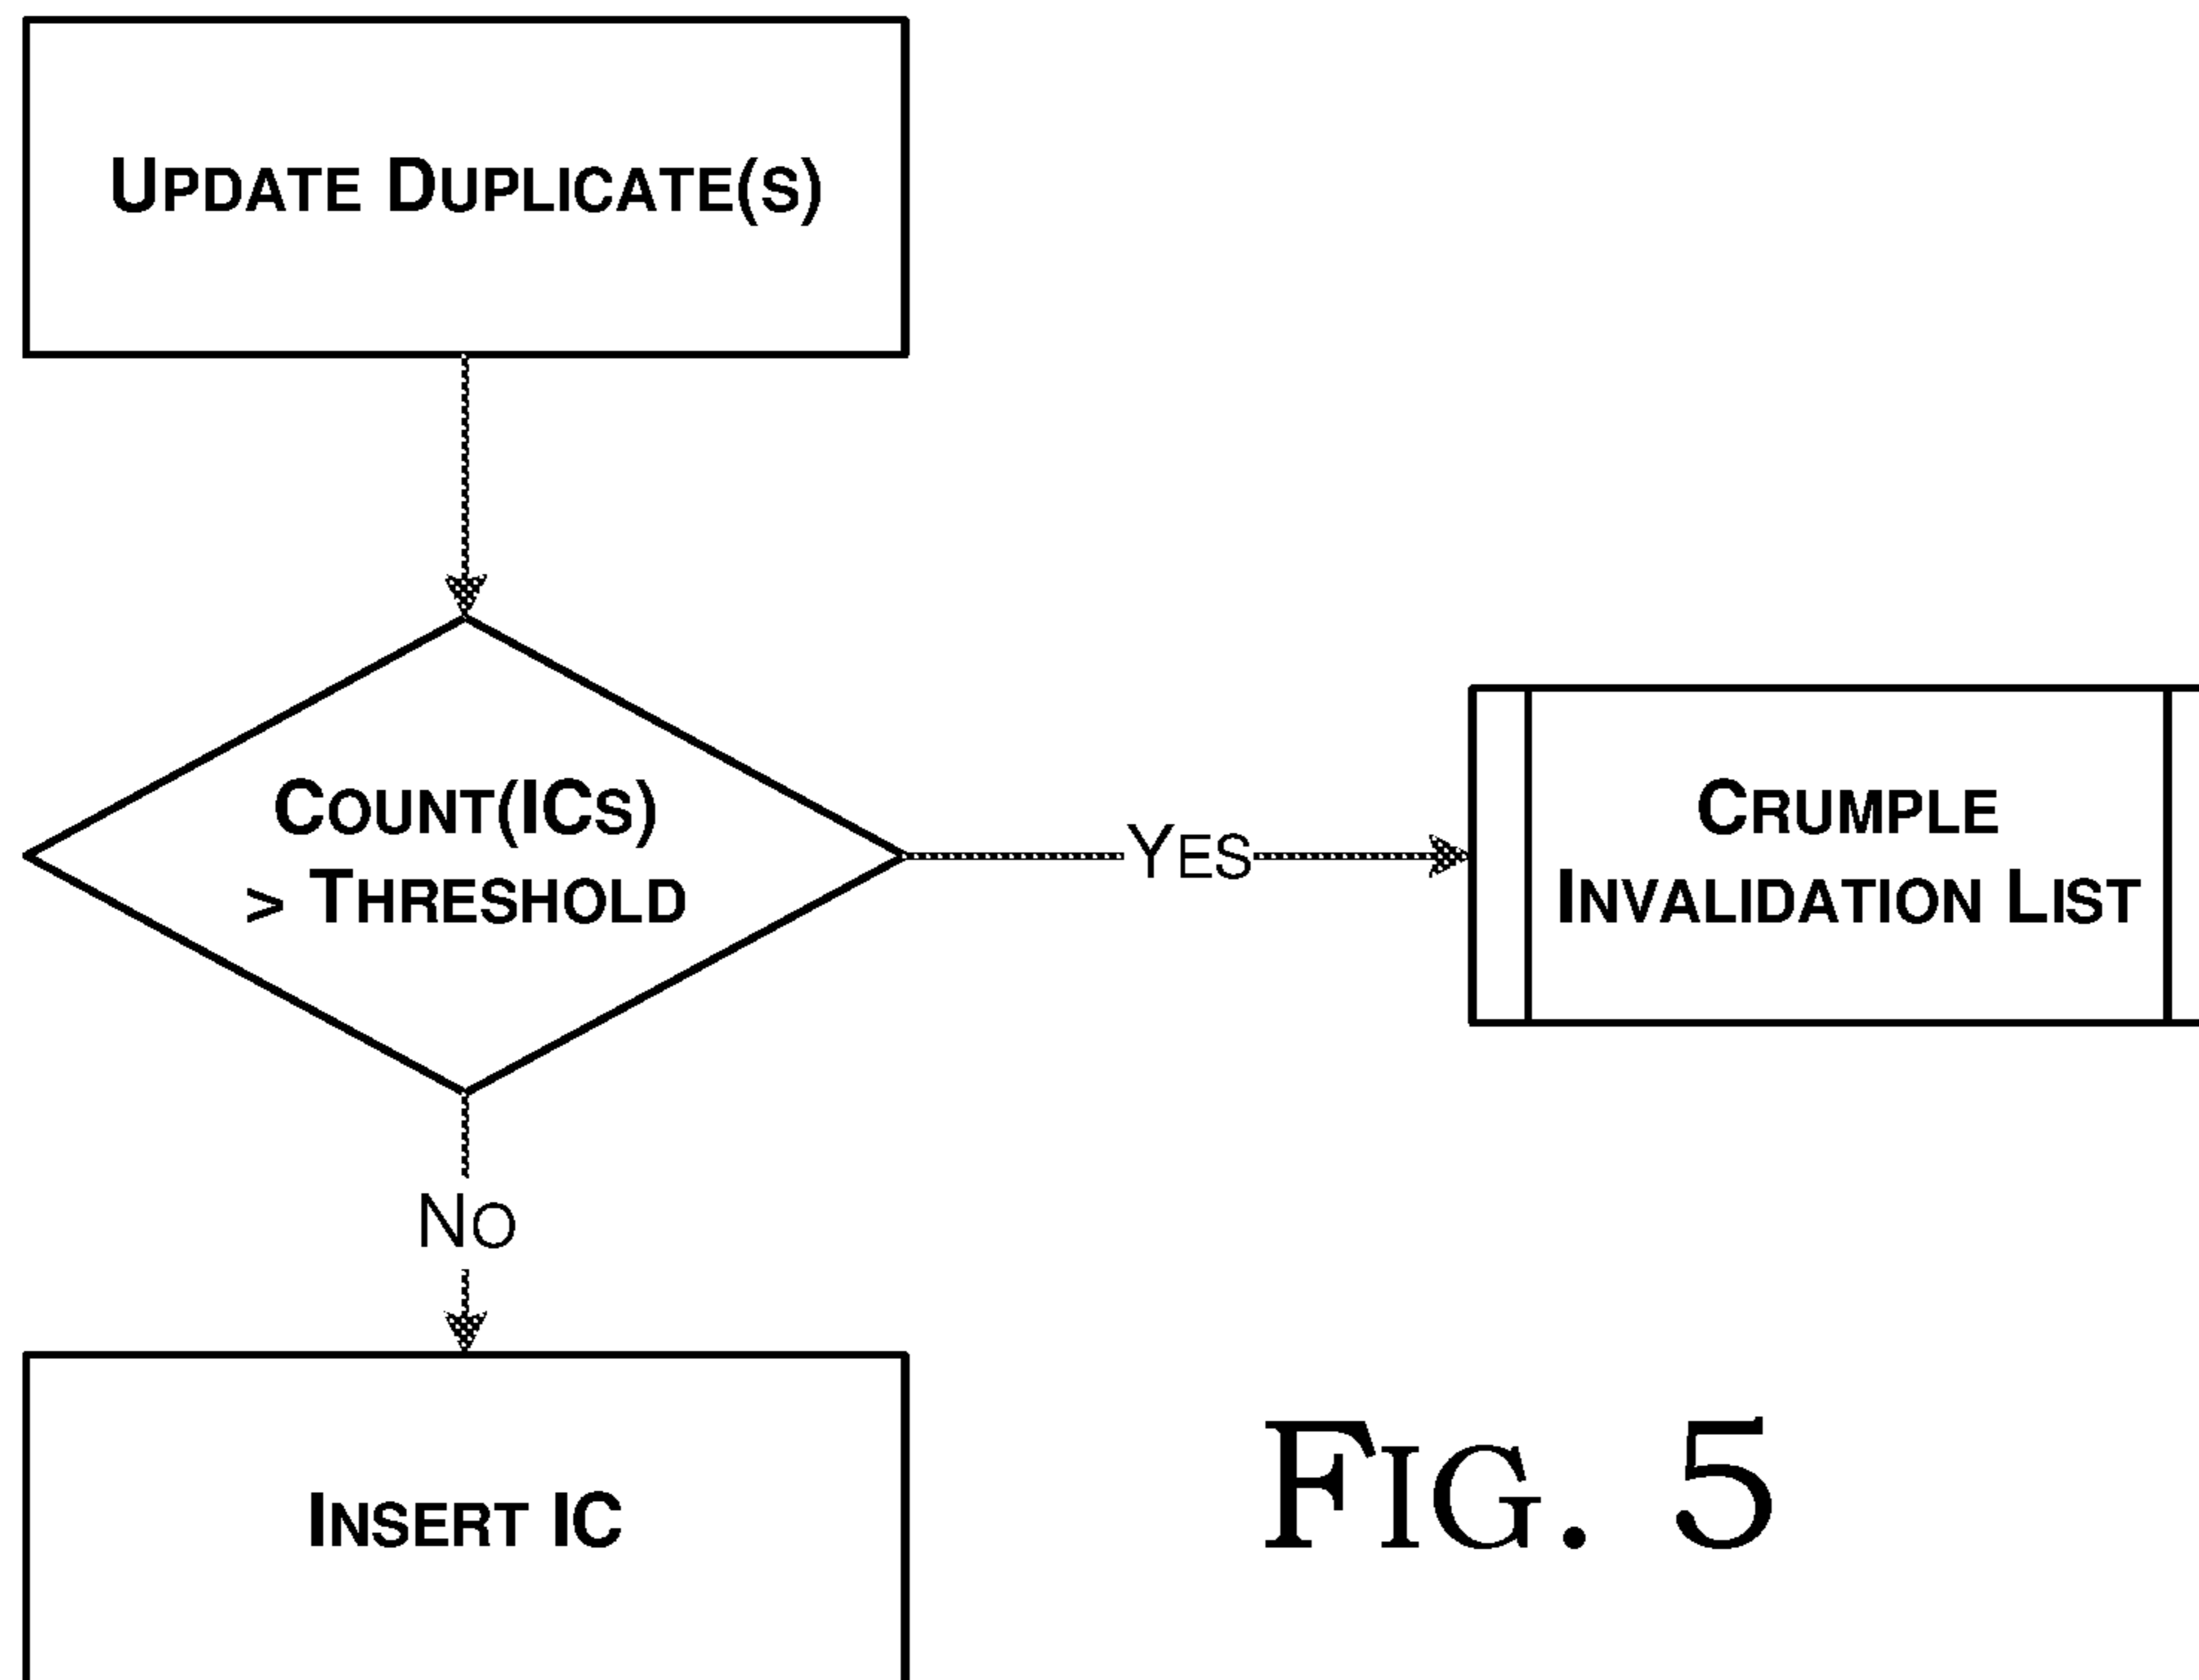 UPDATE DUPLICATE(S)
COUNT(ICS)
> THRESHOLD
YES
CRUMPLE
INVALIDATION LIST
NO
INSERT IC
FIG. 5